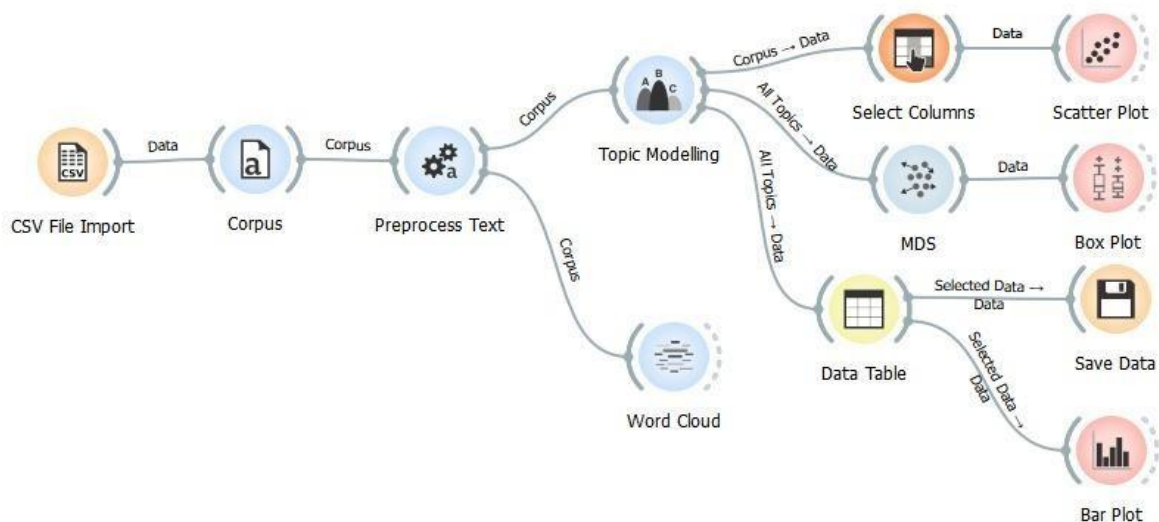 Corpus → Data
Data
Select Columns
Scatter Plot
A B C
Corpus
Topic Modelling
All Topics → Data
Data
MDS
Box Plot
CSV
Data
a
Corpus
a
CSV File Import
Corpus
Preprocess Text
All Topics → Data
Corpus
Selected Data →
Data
Data Table
Save Data
Selected Data →
Data
Word Cloud
Bar Plot